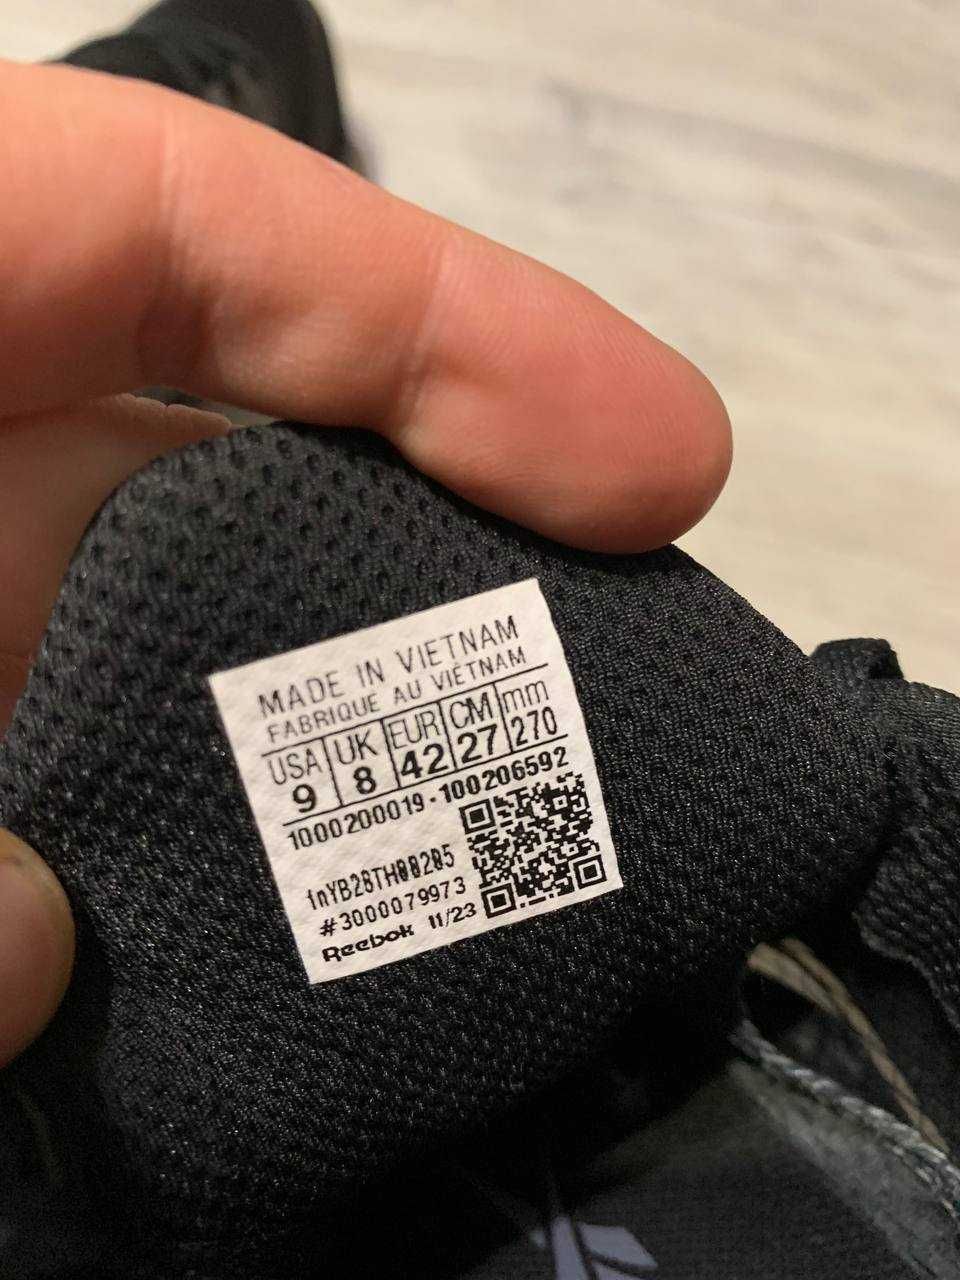 MADE IN VIETNAM
FABRIQUE AU VIETNAM
USA UK EUR CM mm
9 8 42 27 270
1000200019-100206592
#3000079973
Reebok 11/23